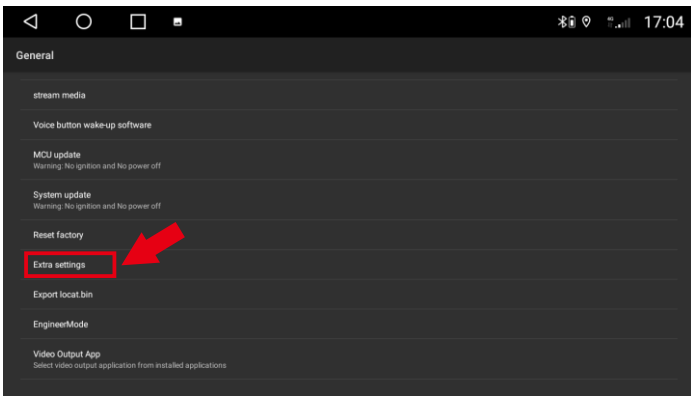 17:04
General
stream media
Voice button wake-up software
MCU update
Warning: No ignition and No power off
System update
Warning: No ignition and No power off
Reset factory
Extra settings
Export locat.bin
EngineerMode
Video Output App
Select video output application from installed applications